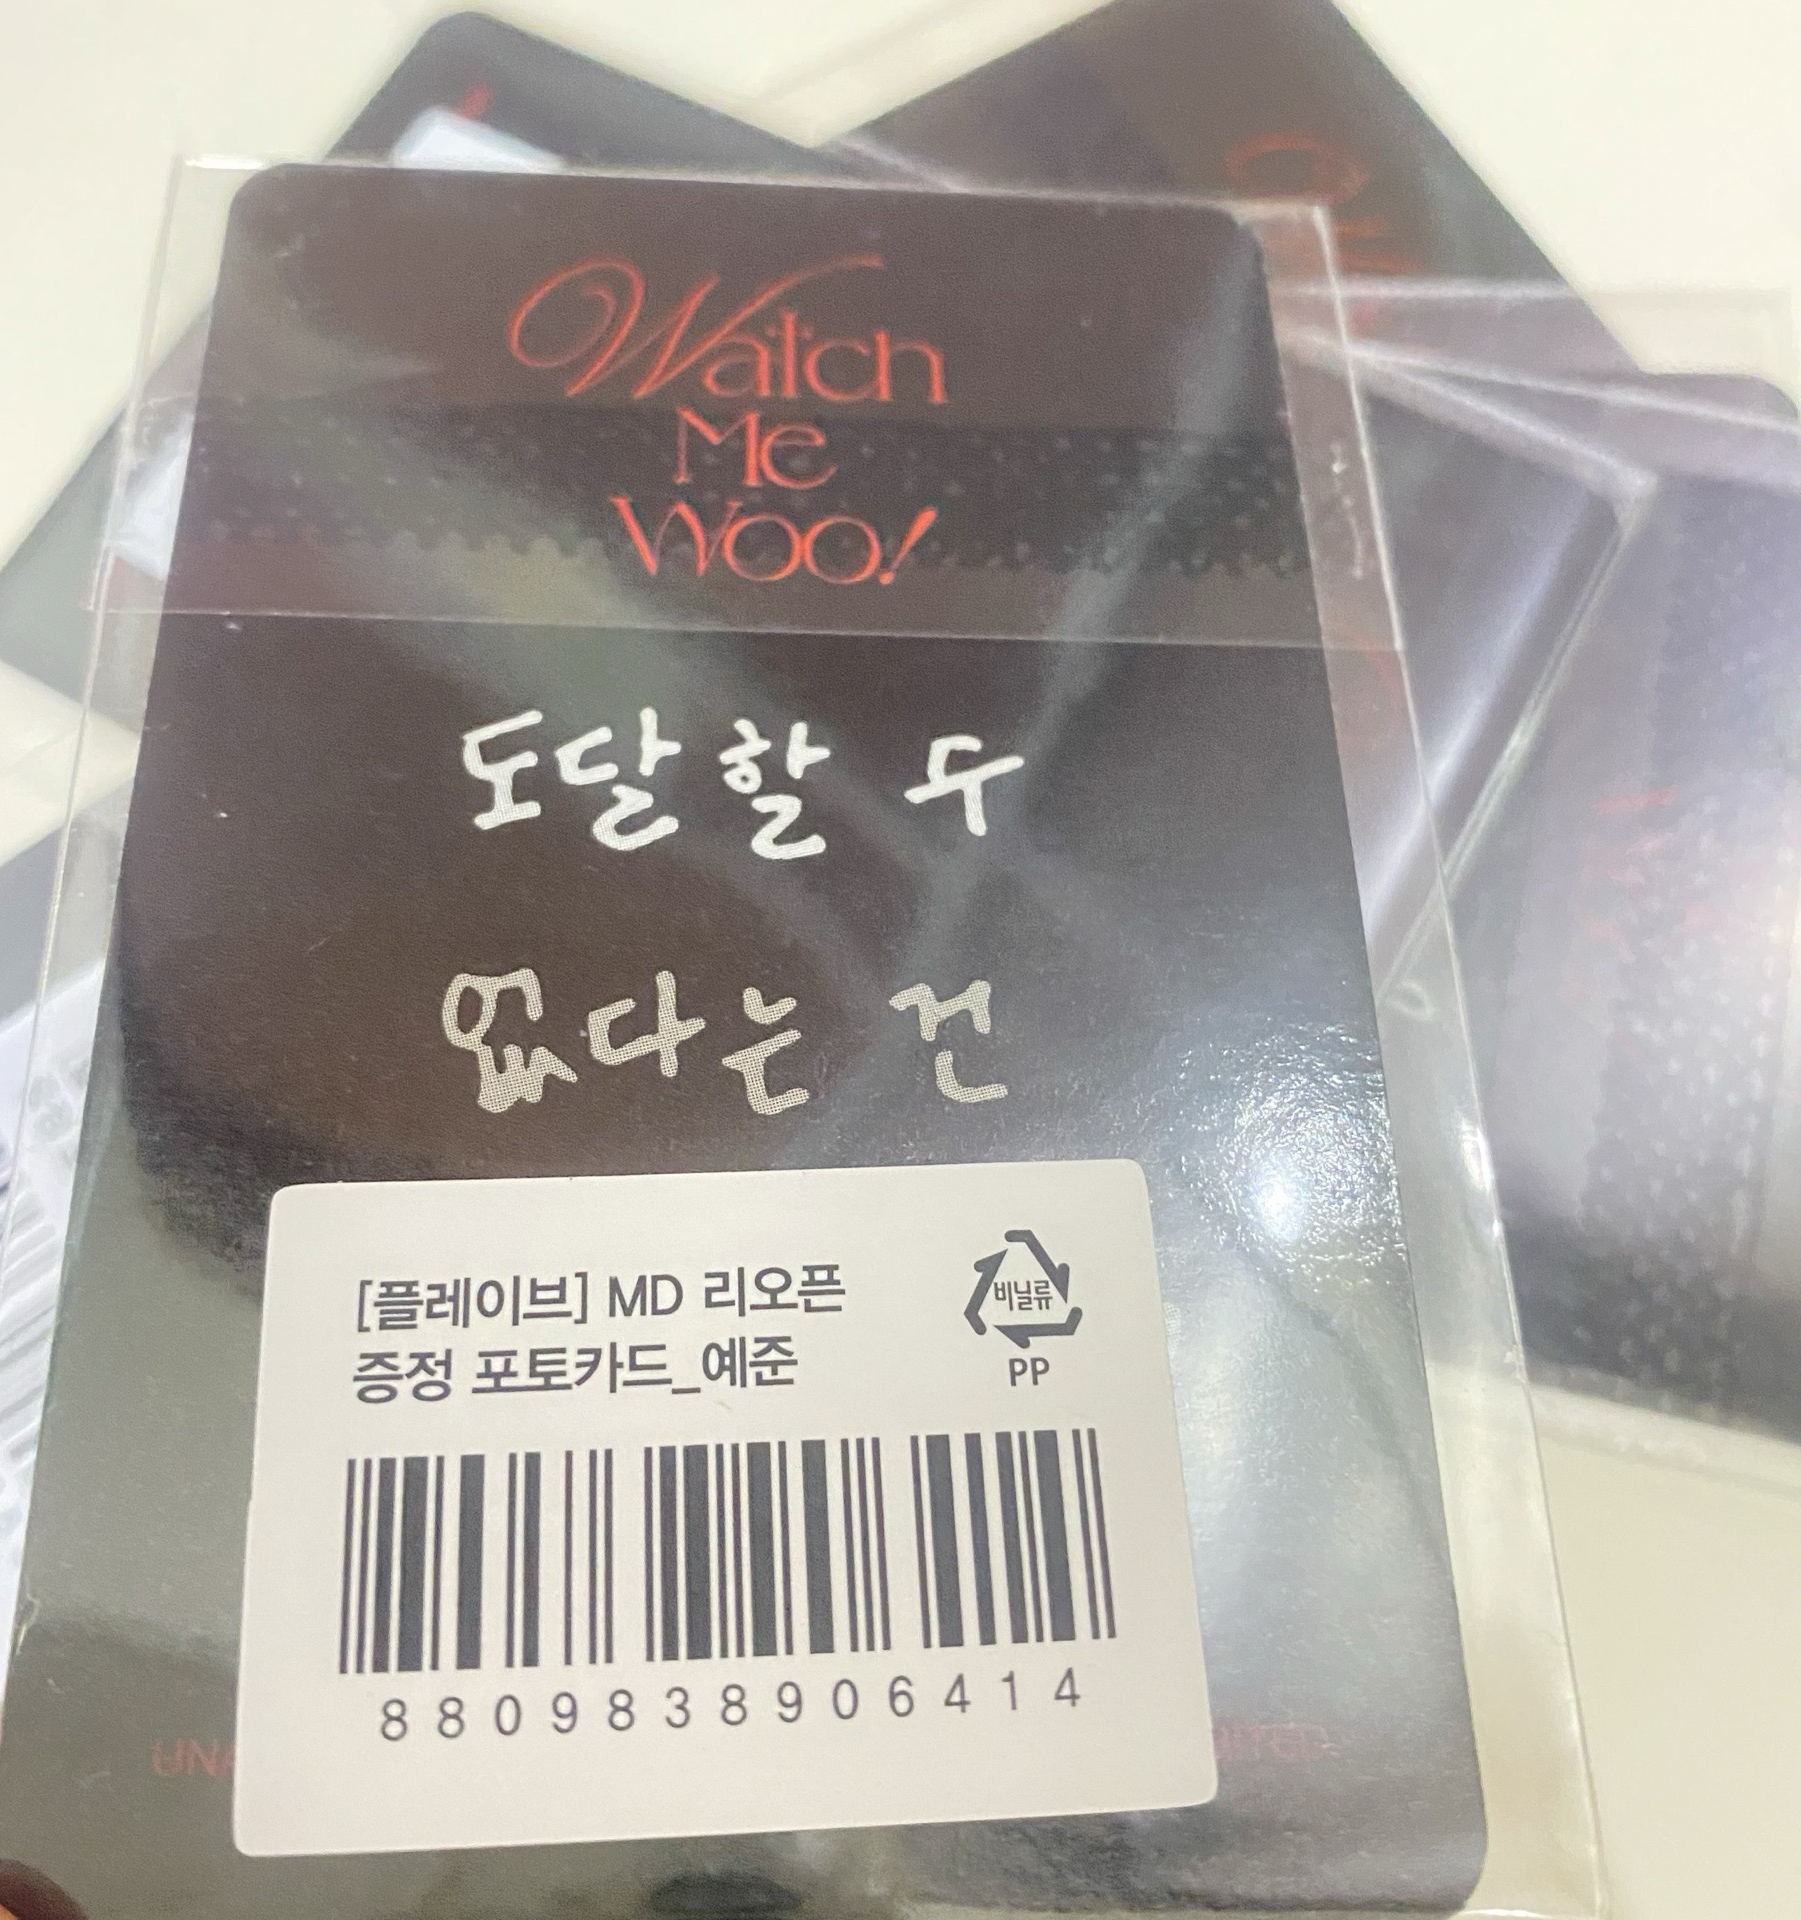 Watch
Me
Woo!
도달할 수
없다는 건
[플레이브] MD 리오픈
증정 포토카드_예준
비닐류
PP
8809838906414